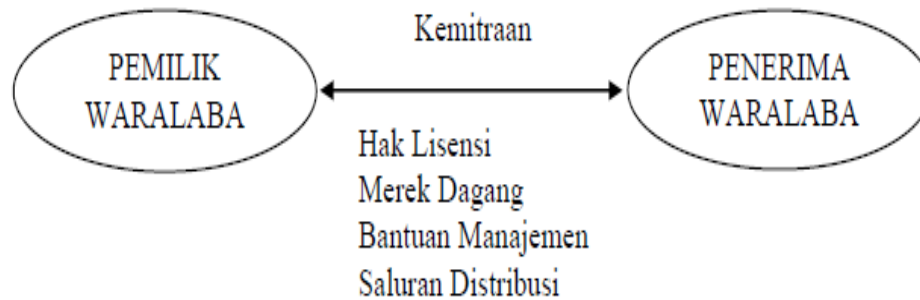 Kemitraan
PEMILIK
WARALABA
PENERIMA
WARALABA
Hak Lisensi
Merek Dagang
Bantuan Manajemen
Saluran Distribusi